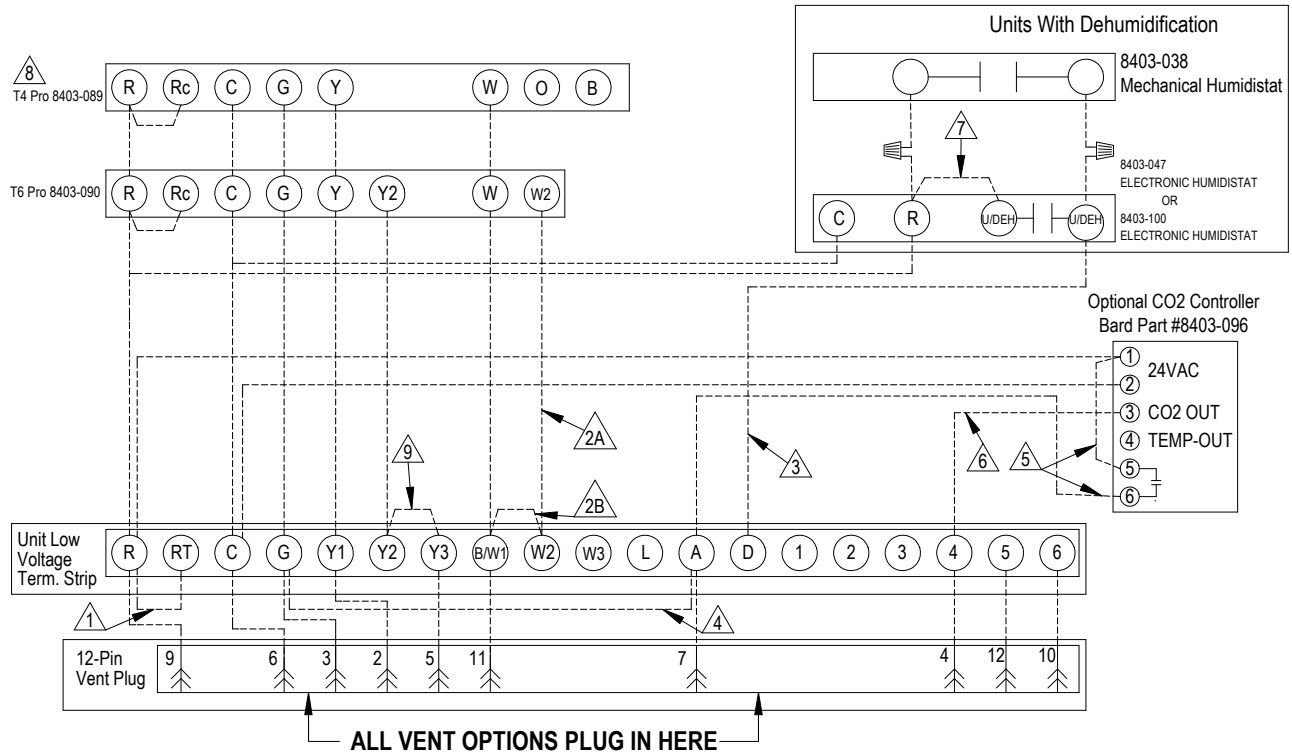 Units With Dehumidification
8403-038
Mechanical Humidistat
8
T4 Pro 8403-089
R Rc C G Y W O B
7
8403-047
ELECTRONIC HUMIDISTAT
OR
8403-100
ELECTRONIC HUMIDISTAT
T6 Pro 8403-090
R Rc C G Y Y2 W W2
C R U/DEH U/DEH
Optional CO2 Controller
Bard Part #8403-096
1
24VAC
2
3 CO2 OUT
4 TEMP-OUT
5
6
2A
9
3
6
5
2B
Unit Low
Voltage
Term. Strip
R RT C G Y1 Y2 Y3 B/W1 W2 W3 L A D 1 2 3 4 5 6
1
4
12-Pin
Vent Plug
9 6 3 2 5 11 7 4 12 10
ALL VENT OPTIONS PLUG IN HERE